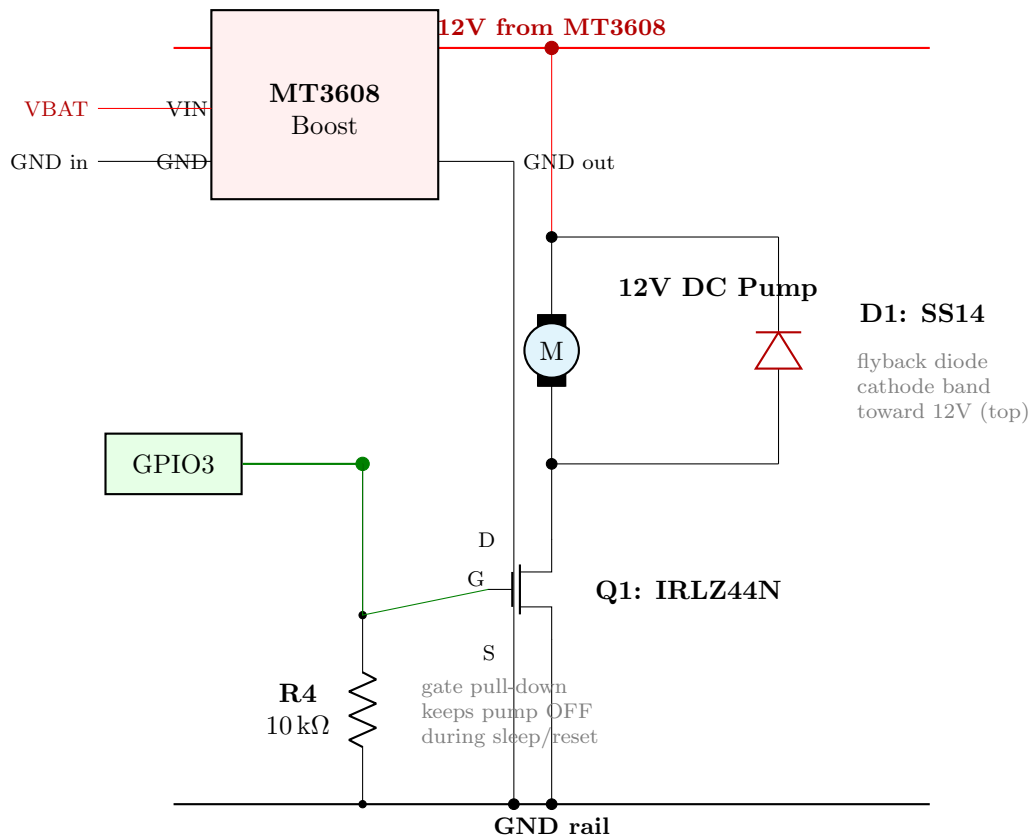 12V from MT3608
MT3608
Boost
VBAT
VIN
GND in
GND
GND out
12V DC Pump
D1: SS14
M
flyback diode
cathode band
toward 12V (top)
GPIO3
D
G
Q1: IRLZ44N
S
R4
10 kΩ
gate pull-down
keeps pump OFF
during sleep/reset
GND rail